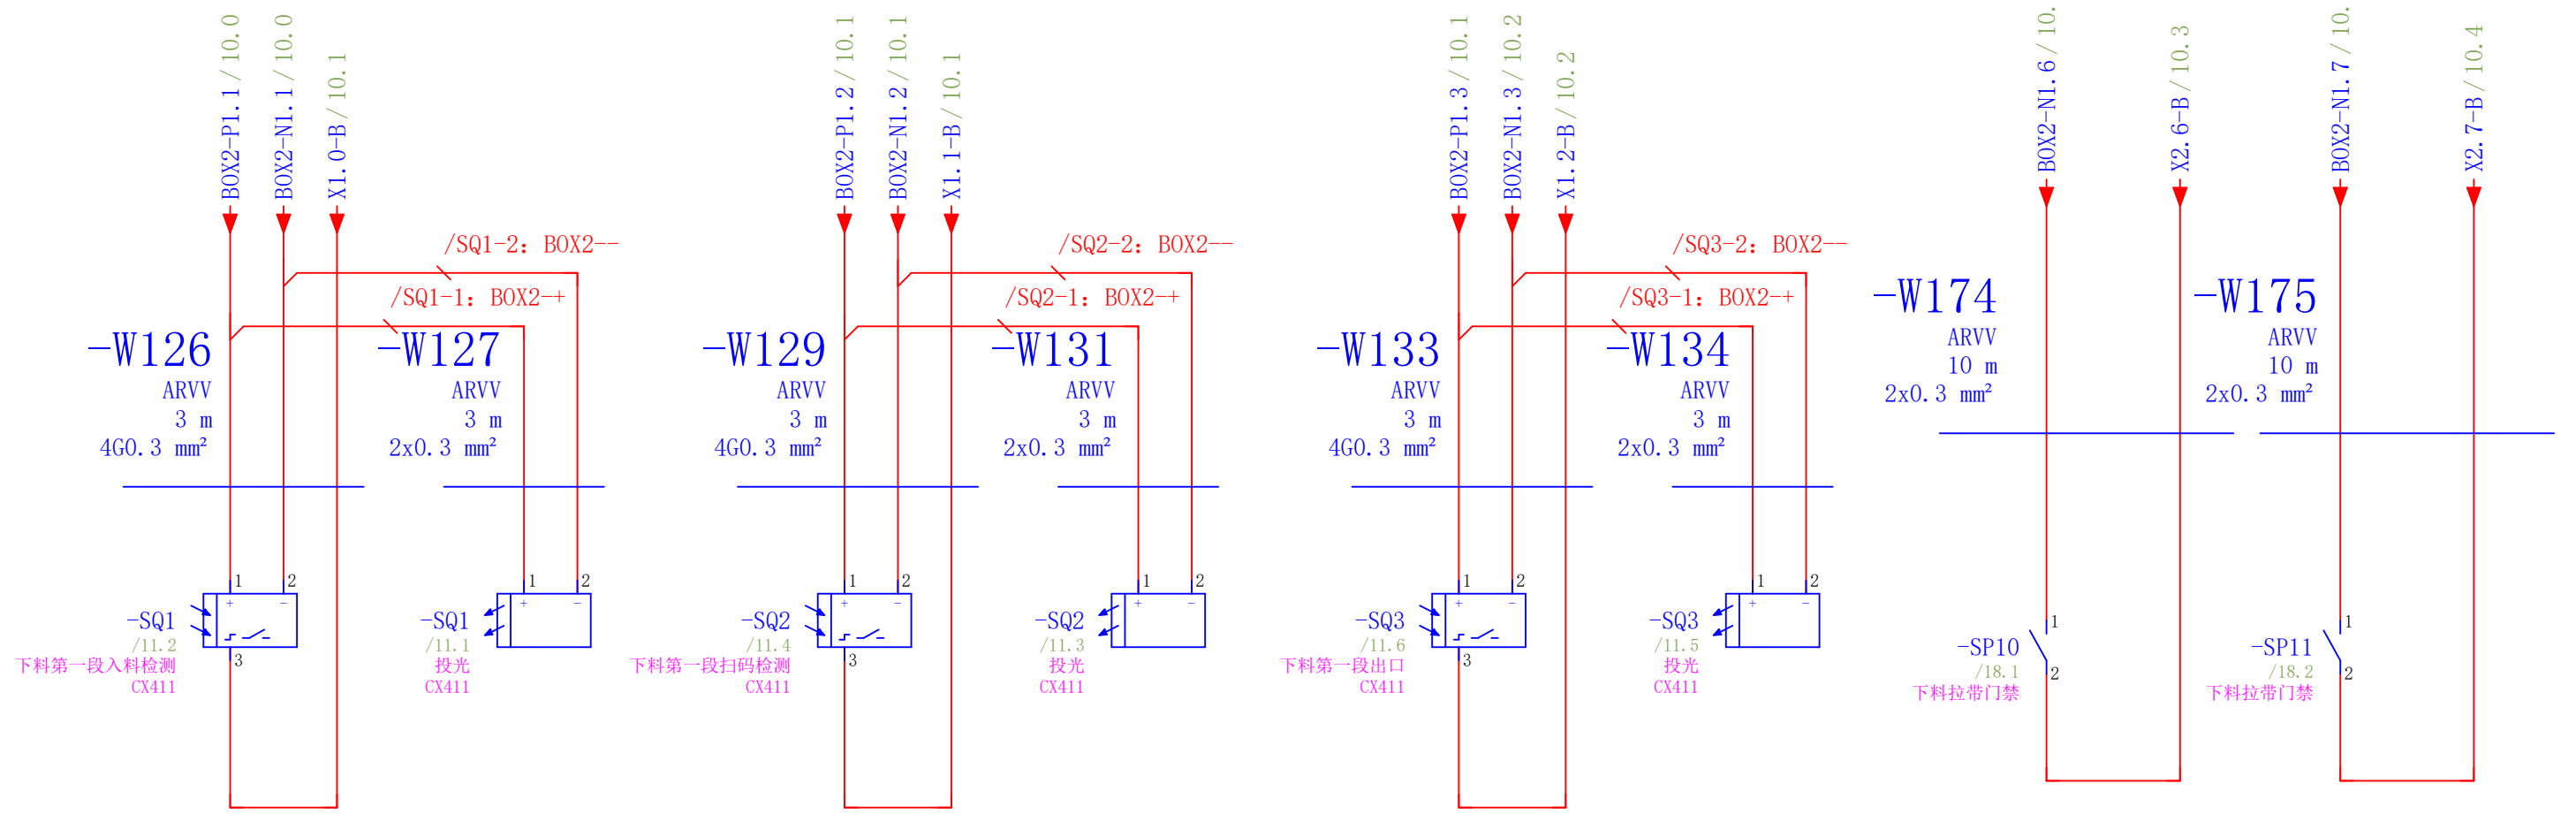 BOX2-P1.1/10.0
BOX2-N1.1/10.0
X1.0-B/10.1
/SQ1-2: BOX2--
/SQ1-1: BOX2-+
-W126
ARVV
3 m
4G0.3 mm²
-W127
ARVV
3 m
2x0.3 mm²
1
2
+
-
-SQ1
/11.2
下料第一段入料检测
CX411
3
1
2
+
-
-SQ1
/11.1
投光
CX411
BOX2-P1.2/10.1
BOX2-N1.2/10.1
X1.1-B/10.1
/SQ2-2: BOX2--
/SQ2-1: BOX2-+
-W129
ARVV
3 m
4G0.3 mm²
-W131
ARVV
3 m
2x0.3 mm²
1
2
+
-
-SQ2
/11.4
下料第一段扫码检测
CX411
3
1
2
+
-
-SQ2
/11.3
投光
CX411
BOX2-P1.3/10.1
BOX2-N1.3/10.2
X1.2-B/10.2
/SQ3-2: BOX2--
/SQ3-1: BOX2-+
-W133
ARVV
3 m
4G0.3 mm²
-W134
ARVV
3 m
2x0.3 mm²
1
2
+
-
-SQ3
/11.6
下料第一段出口
CX411
3
1
2
+
-
-SQ3
/11.5
投光
CX411
BOX2-N1.6/10.
X2.6-B/10.3
-W174
ARVV
10 m
2x0.3 mm²
1
-SP10
/18.1
2
下料拉带门禁
BOX2-N1.7/10.
X2.7-B/10.4
-W175
ARVV
10 m
2x0.3 mm²
1
-SP11
/18.2
2
下料拉带门禁